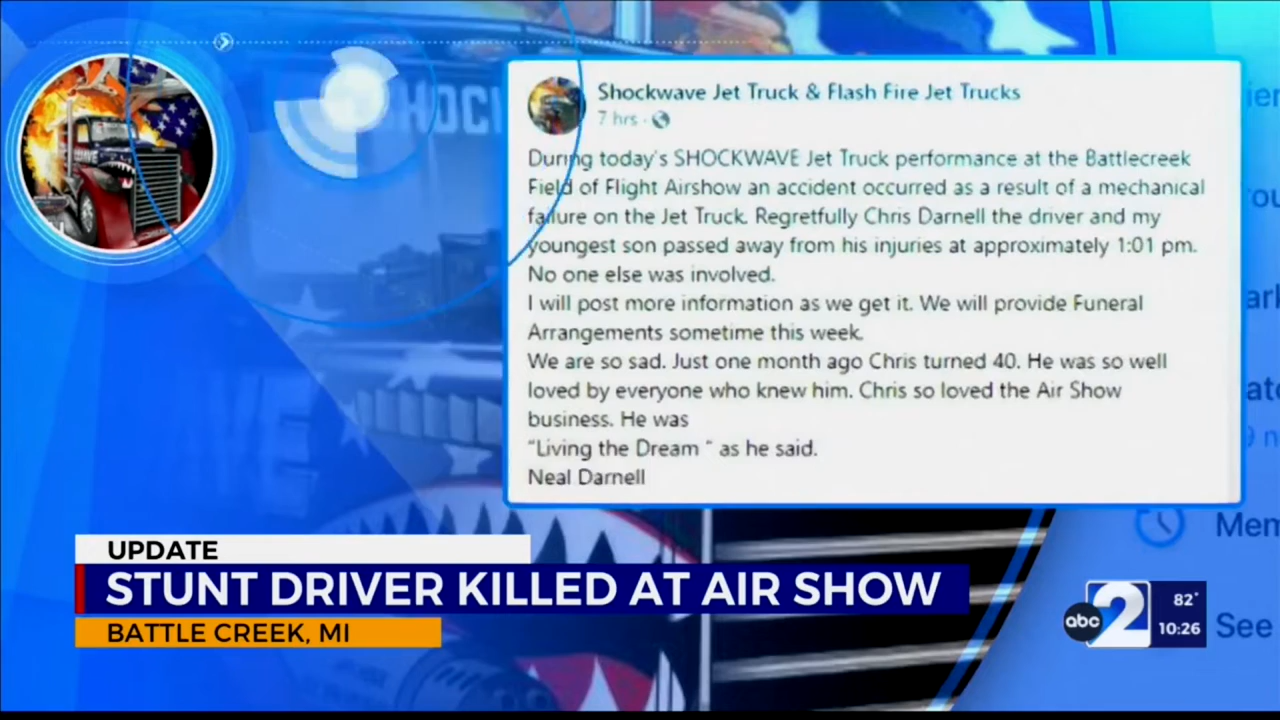 SHOC
Shockwave Jet Truck & Flash Fire Jet Trucks
7 hrs ·
During today's SHOCKWAVE Jet Truck performance at the Battlecreek
Field of Flight Airshow an accident occurred as a result of a mechanical
failure on the Jet Truck. Regretfully Chris Darnell the driver and my
youngest son passed away from his injuries at approximately 1:01 pm.
No one else was involved.
I will post more information as we get it. We will provide Funeral
Arrangements sometime this week.
We are so sad. Just one month ago Chris turned 40. He was so well
loved by everyone who knew him. Chris so loved the Air Show
business. He was
"Living the Dream " as he said.
Neal Darnell
UPDATE
STUNT DRIVER KILLED AT AIR SHOW
BATTLE CREEK, MI
abc 2
82°
10:26
Mem
See